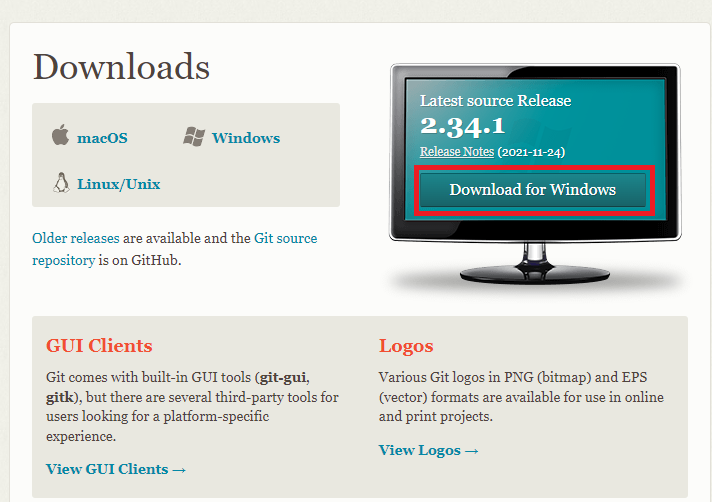 Downloads
macOS
Windows
Linux/Unix
Older releases are available and the Git source
repository is on GitHub.
Latest source Release
2.34.1
Release Notes (2021-11-24)
Download for Windows
GUI Clients
Git comes with built-in GUI tools (git-gui,
gitk), but there are several third-party tools for
users looking for a platform-specific
experience.
View GUI Clients →
Logos
Various Git logos in PNG (bitmap) and EPS
(vector) formats are available for use in online
and print projects.
View Logos →